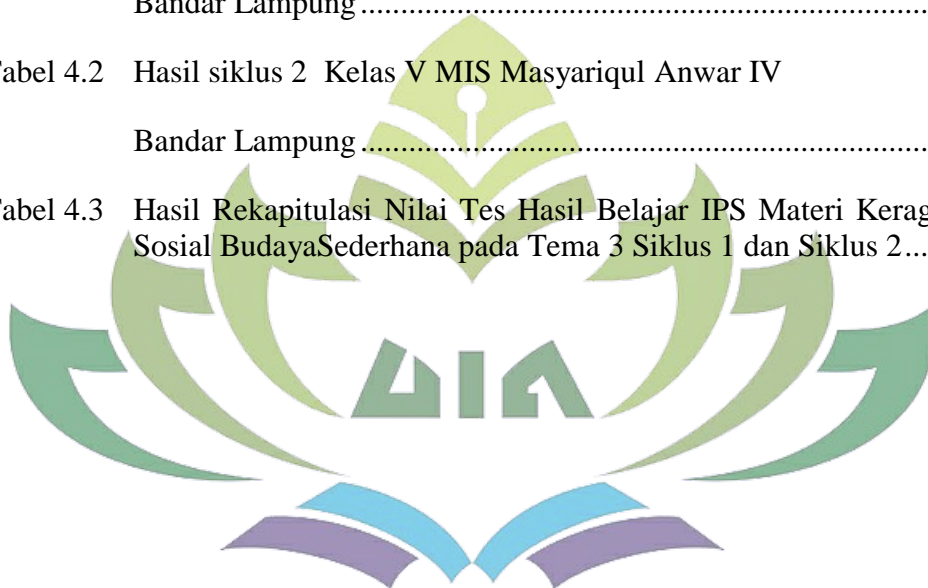 Bandar Lampung........................................................................
Tabel 4.2 Hasil siklus 2 Kelas V MIS Masyariqul Anwar IV
Bandar Lampung........................................................................
Tabel 4.3 Hasil Rekapitulasi Nilai Tes Hasil Belajar IPS Materi Kerag
Sosial BudayaSederhana pada Tema 3 Siklus 1 dan Siklus 2....
UIN